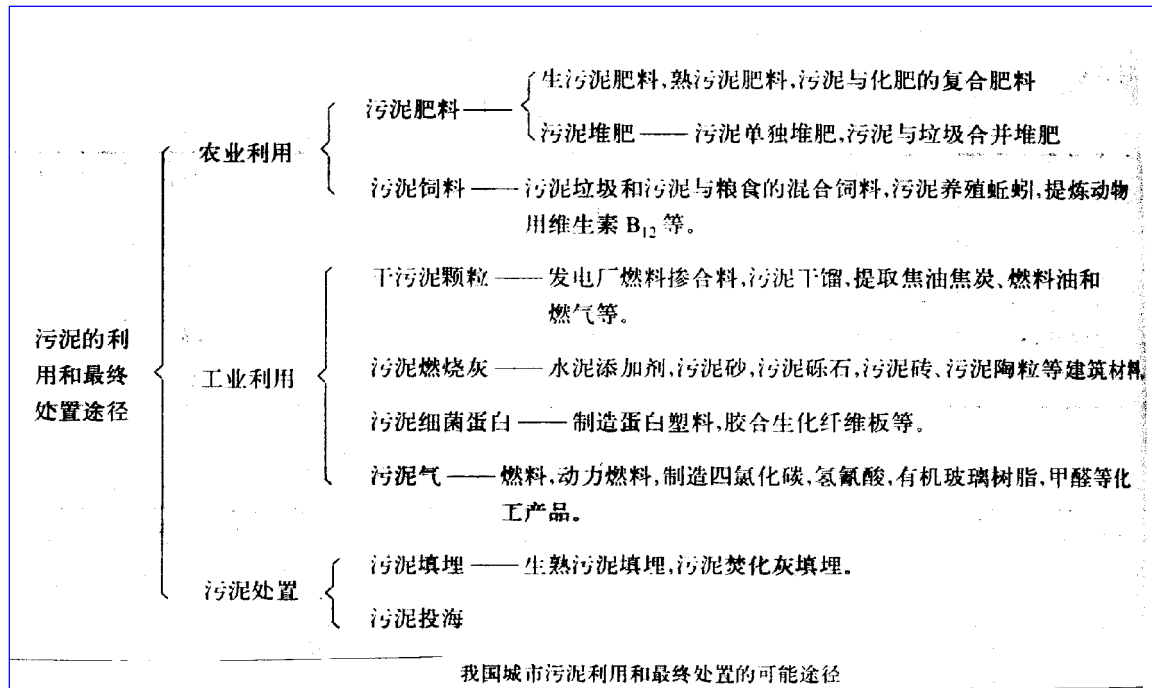 生污泥肥料,熟污泥肥料,污泥与化肥的复合肥料
污泥肥料——
污泥堆肥——污泥单独堆肥,污泥与垃圾合并堆肥
农业利用
污泥饲料——污泥垃圾和污泥与粮食的混合饲料,污泥养殖蚯蚓,提炼动物
用维生素 B₁₂ 等。
干污泥颗粒——发电厂燃料掺合料,污泥干馏,提取焦油焦炭、燃料油和
燃气等。
污泥的利
用和最终
处置途径
工业利用
污泥燃烧灰——水泥添加剂,污泥砂,污泥砾石,污泥砖、污泥陶粒等建筑材料
污泥细菌蛋白——制造蛋白塑料,胶合生化纤维板等。
污泥气——燃料,动力燃料,制造四氯化碳,氢氰酸,有机玻璃树脂,甲醛等化
工产品。
污泥处置
污泥填埋——生熟污泥填埋,污泥焚化灰填埋。
污泥投海
我国城市污泥利用和最终处置的可能途径